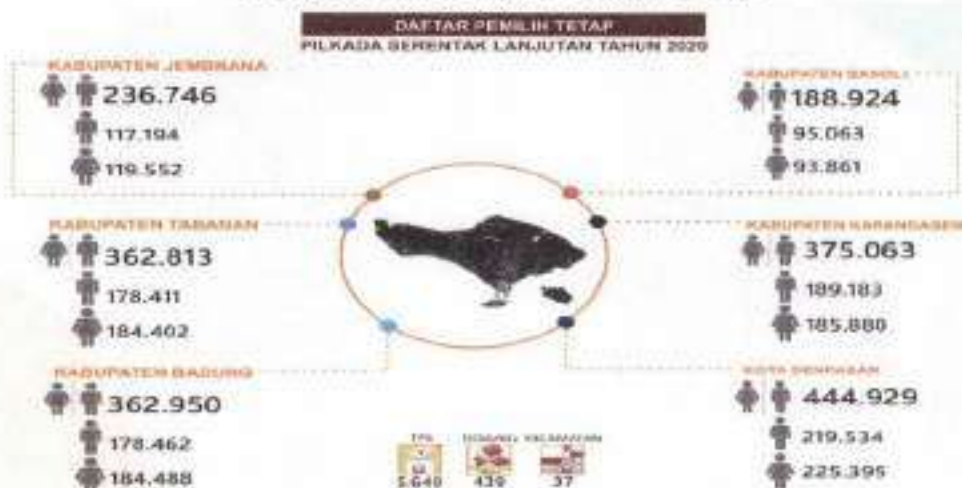 DAFTAR PEMILIH TETAP
PILKADA SERENTAK LANJUTAN TAHUN 2020
KABUPATEN JEMBRANA
236.746
117.194
119.552
KABUPATEN TABANAN
362.813
178.411
184.402
KABUPATEN BADUNG
362.950
178.462
184.488
KABUPATEN BANGLI
188.924
95.063
93.861
KABUPATEN KARANGASEM
375.063
189.183
185.880
KOTA DENPASAR
444.929
219.534
225.395
TPS
KECAMATAN
5.640
439
37